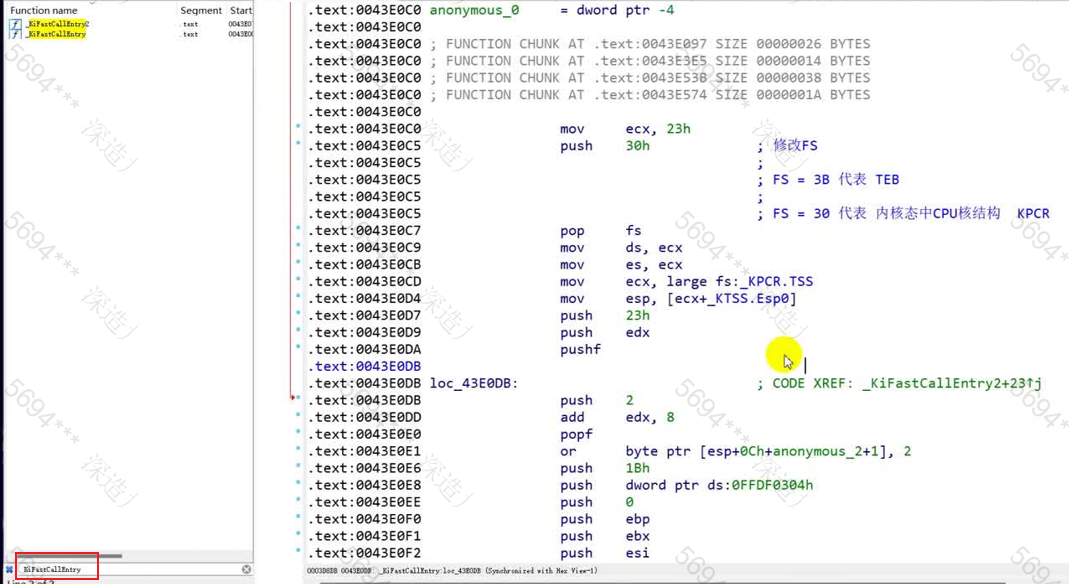 Function name Segment Start
_KiFastCallEntry2 .text 0043E0
_KiFastCallEntry .text 0043E0
KiFastCallEntry
.text:0043E0C0 anonymous_0 = dword ptr -4
.text:0043E0C0
.text:0043E0C0 ; FUNCTION CHUNK AT .text:0043E097 SIZE 00000026 BYTES
.text:0043E0C0 ; FUNCTION CHUNK AT .text:0043E3E5 SIZE 00000014 BYTES
.text:0043E0C0 ; FUNCTION CHUNK AT .text:0043E53B SIZE 00000038 BYTES
.text:0043E0C0 ; FUNCTION CHUNK AT .text:0043E574 SIZE 0000001A BYTES
.text:0043E0C0
.text:0043E0C0 mov ecx, 23h
.text:0043E0C5 push 30h ; 修改FS
.text:0043E0C5 ;
.text:0043E0C5 ; FS = 3B 代表 TEB
.text:0043E0C5 ;
.text:0043E0C5 ; FS = 30 代表 内核态中CPU核结构 KPCR
.text:0043E0C7 pop fs
.text:0043E0C9 mov ds, ecx
.text:0043E0CB mov es, ecx
.text:0043E0CD mov ecx, large fs:_KPCR.TSS
.text:0043E0D4 mov esp, [ecx+_KTSS.Esp0]
.text:0043E0D7 push 23h
.text:0043E0D9 push edx
.text:0043E0DA pushf
.text:0043E0DB
.text:0043E0DB loc_43E0DB: ; CODE XREF: _KiFastCallEntry2+23↑j
.text:0043E0DB push 2
.text:0043E0DD add edx, 8
.text:0043E0E0 popf
.text:0043E0E1 or byte ptr [esp+0Ch+anonymous_2+1], 2
.text:0043E0E6 push 1Bh
.text:0043E0E8 push dword ptr ds:0FFDF0304h
.text:0043E0EE push 0
.text:0043E0F0 push ebp
.text:0043E0F1 push ebx
.text:0043E0F2 push esi
0003D6DB 0043E0DB: _KiFastCallEntry:loc_43E0DB (Synchronized with Hex View-1)
5694***
深造